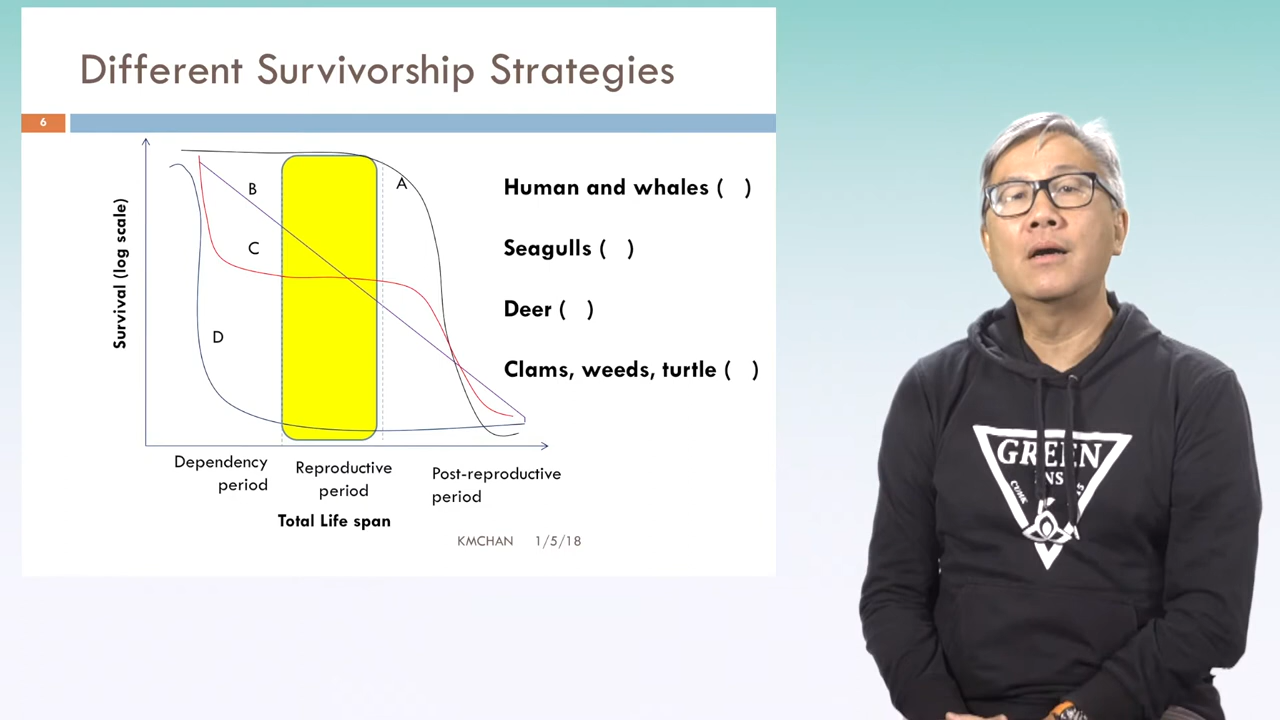 Different Survivorship Strategies
6
Survival (log scale)
A
B
C
D
Human and whales ( )
Seagulls ( )
Deer ( )
Clams, weeds, turtle ( )
Dependency
period
Reproductive
period
Post-reproductive
period
Total Life span
KMCHAN 1/5/18
GREEN
CUHK